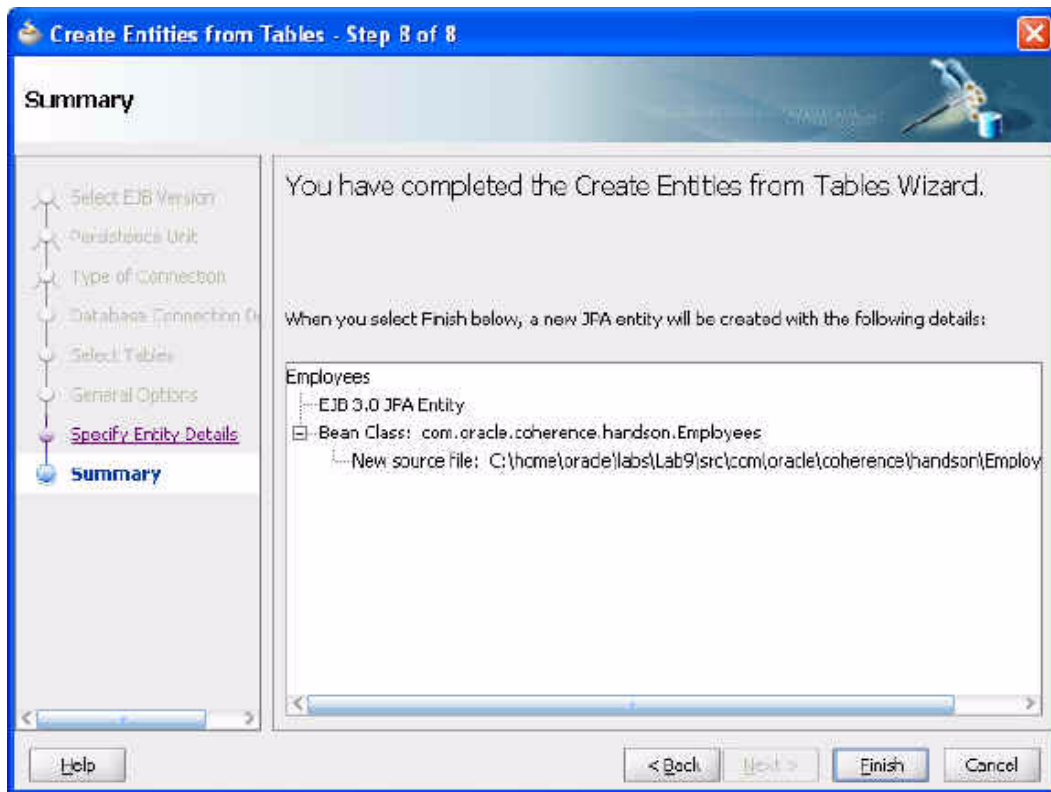 Create Entities from Tables - Step 8 of 8
Summary
Select EJB Version
Persistence Unit
Type of Connection
Database Connection De
Select Tables
General Options
Specify Entity Details
Summary
You have completed the Create Entities from Tables Wizard.
When you select Finish below, a new JPA entity will be created with the following details:
Employees
EJB 3.0 JPA Entity
Bean Class: com.oracle.coherence.handson.Employees
New source file: C:\home\oracle\labs\Lab9\src\com\oracle\coherence\handson\Employ
Help
< Back
Next >
Finish
Cancel